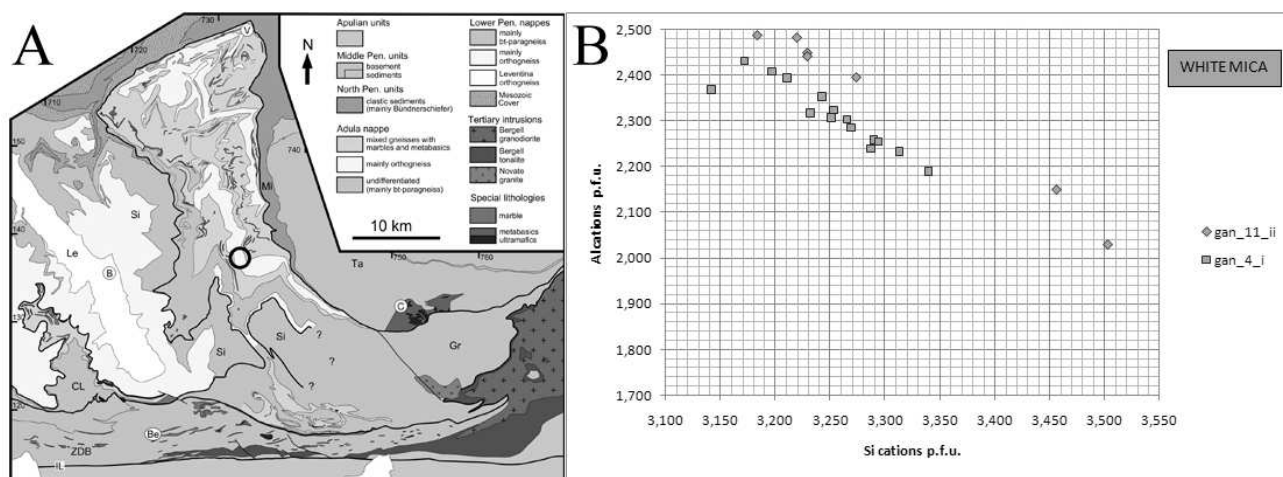 A
730
720
710
150
140
130
120
740
750
760
V
N
10 km
Apulian units
Middle Pen. units
basement
sediments
North Pen. units
clastic sediments
(mainly Bündnerschiefer)
Adula nappe
mixed gneisses with
marbles and metabasics
mainly orthogneiss
undifferentiated
(mainly bt-paragneiss)
Lower Pen. nappes
mainly
bt-paragneiss
mainly
orthogneiss
Leventina
orthogneiss
Mesozoic
Cover
Tertiary intrusions
Bergell
granodiorite
Bergell
tonalite
Novate
granite
Special lithologies
marble
metabasics
ultramafics
Si
Mi
Le
B
Ta
C
Si
Si
?
?
?
Gr
CL
Be
ZDB
IL
B
WHITE MICA
Al cations p.f.u.
2,500
2,400
2,300
2,200
2,100
2,000
1,900
1,800
1,700
3,100
3,150
3,200
3,250
3,300
3,350
3,400
3,450
3,500
3,550
Si cations p.f.u.
gan_11_ii
gan_4_i